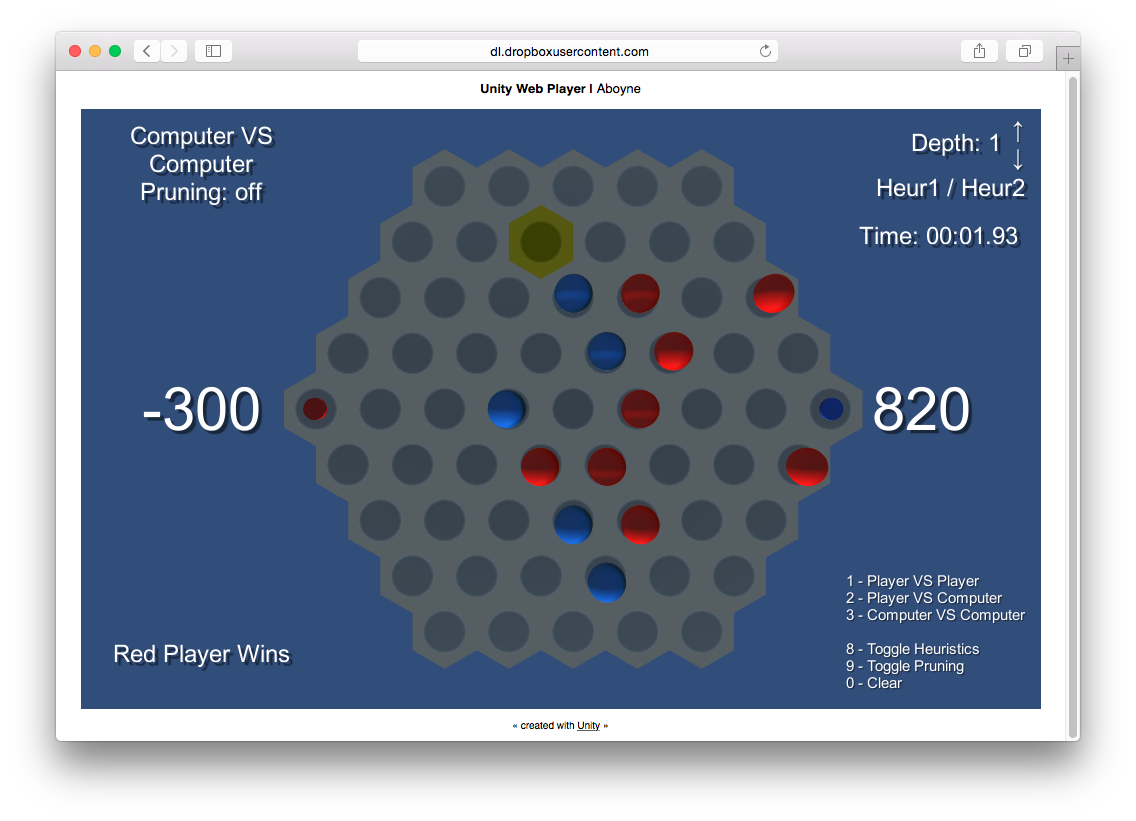 dl.dropboxusercontent.com
Unity Web Player | Aboyne
Computer VS
Computer
Pruning: off
Depth: 1 ↑
↓
Heur1 / Heur2
Time: 00:01.93
-300
820
1 - Player VS Player
2 - Player VS Computer
3 - Computer VS Computer
8 - Toggle Heuristics
9 - Toggle Pruning
0 - Clear
Red Player Wins
« created with Unity »